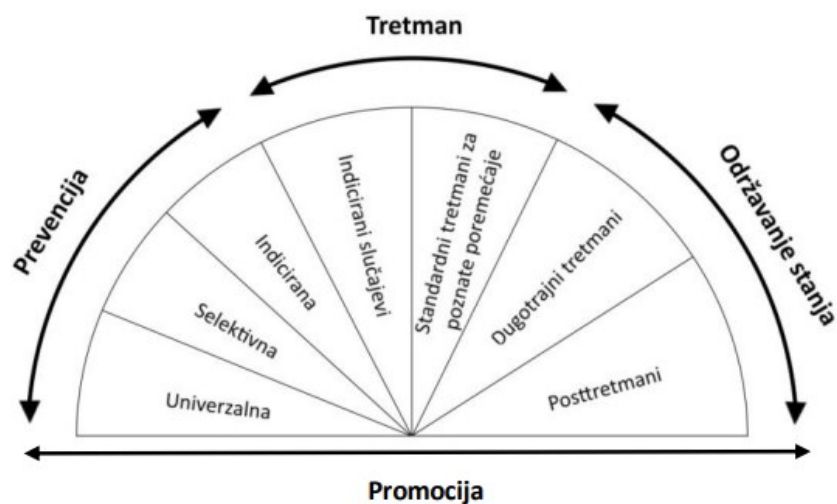 Tretman
Prevencija
Održavanje stanja
Univerzalna
Selektivna
Indicirana
Indicirani slučajevi
Standardni tretmani za
poznate poremećaje
Dugotrajni tretmani
Posttretmani
Promocija